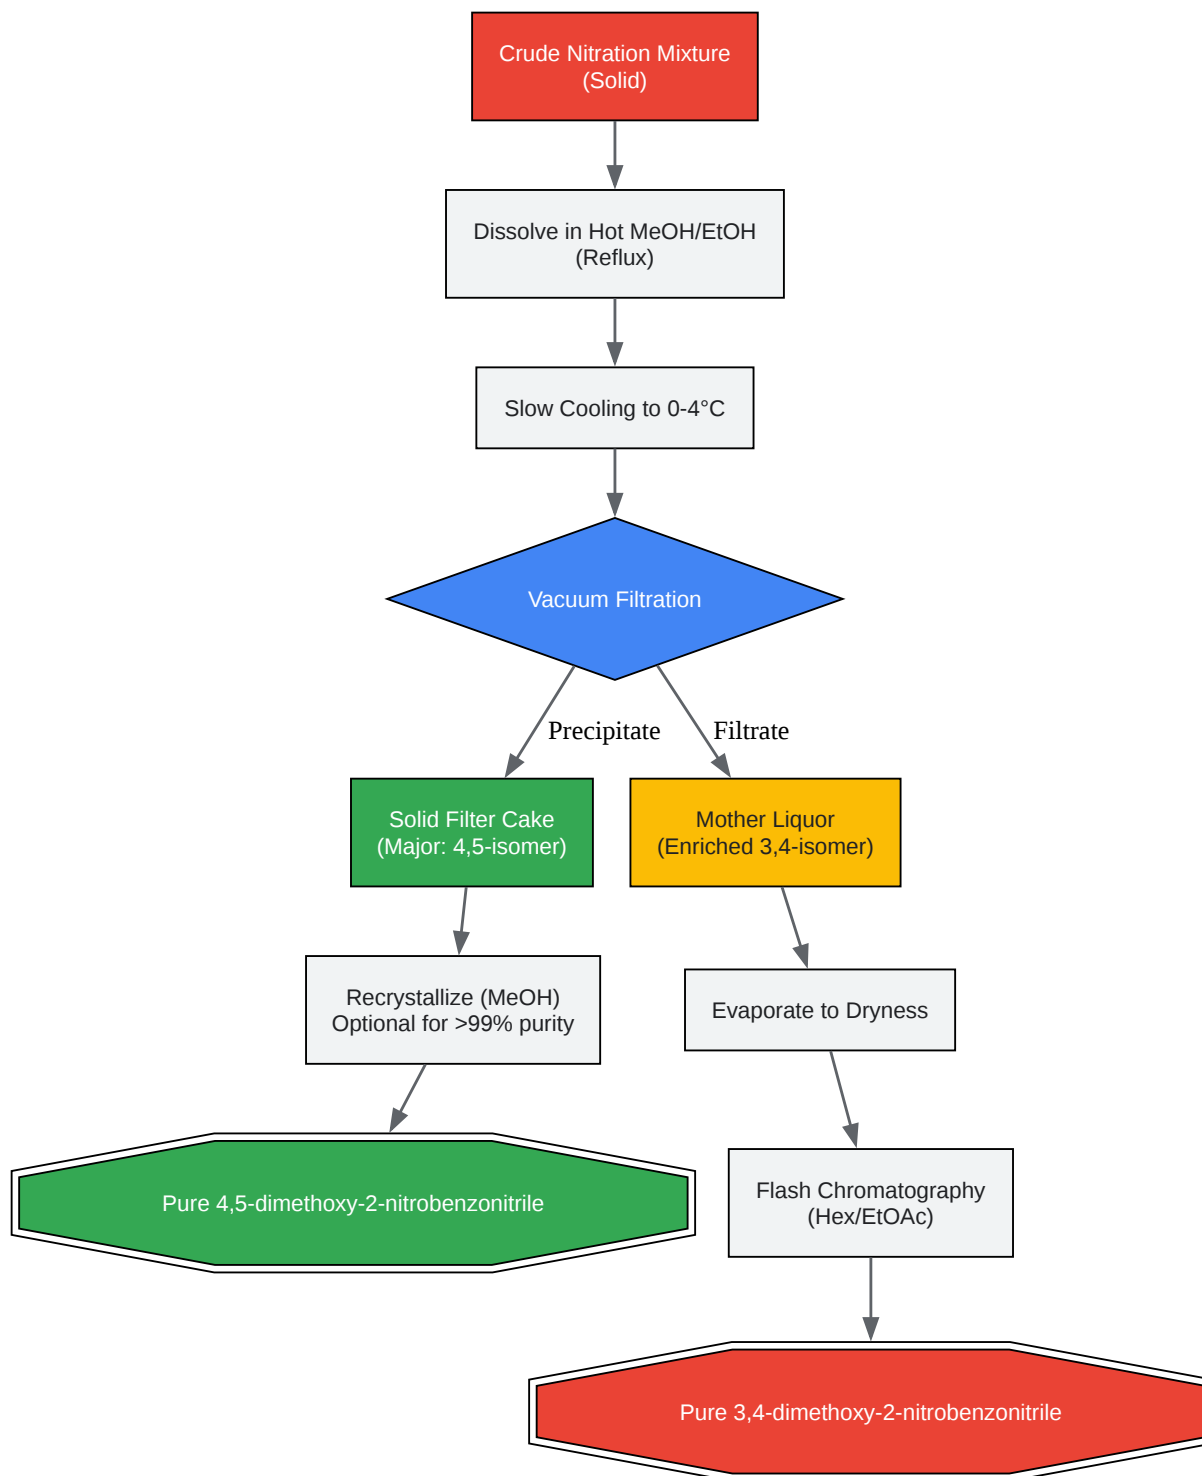 Crude Nitration Mixture
(Solid)
Dissolve in Hot MeOH/EtOH
(Reflux)
Slow Cooling to 0-4°C
Vacuum Filtration
Precipitate
Filtrate
Solid Filter Cake
(Major: 4,5-isomer)
Mother Liquor
(Enriched 3,4-isomer)
Recrystallize (MeOH)
Optional for >99% purity
Evaporate to Dryness
Pure 4,5-dimethoxy-2-nitrobenzonitrile
Flash Chromatography
(Hex/EtOAc)
Pure 3,4-dimethoxy-2-nitrobenzonitrile